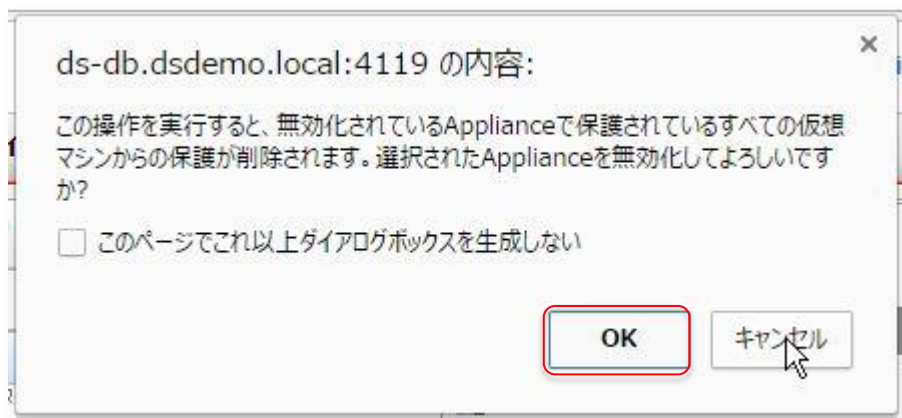 ds-db.dsdemo.local:4119 の内容:
この操作を実行すると、無効化されているApplianceで保護されているすべての仮想
マシンからの保護が削除されます。選択されたApplianceを無効化してよろしいです
か?
このページでこれ以上ダイアログボックスを生成しない
OK
キャンセル